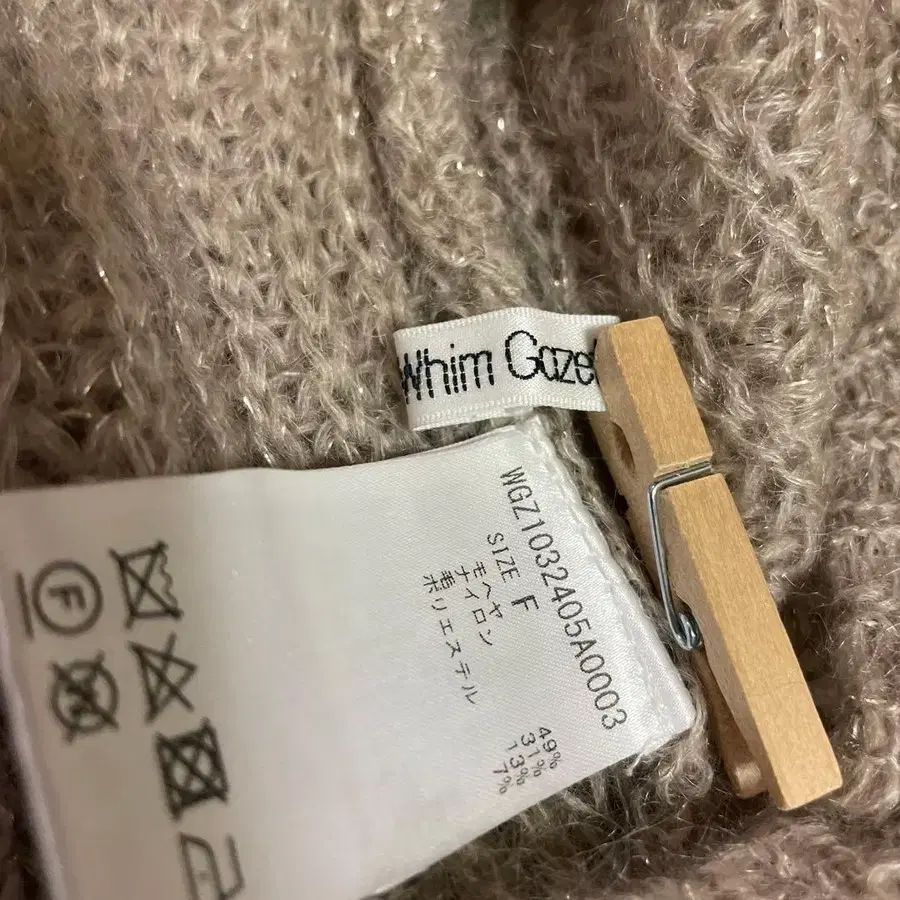 Whim Gaze
WGZ1032405A0003
SIZE F
モヘヤ 49%
ナイロン 31%
毛 13%
ポリエステル 7%
F
W